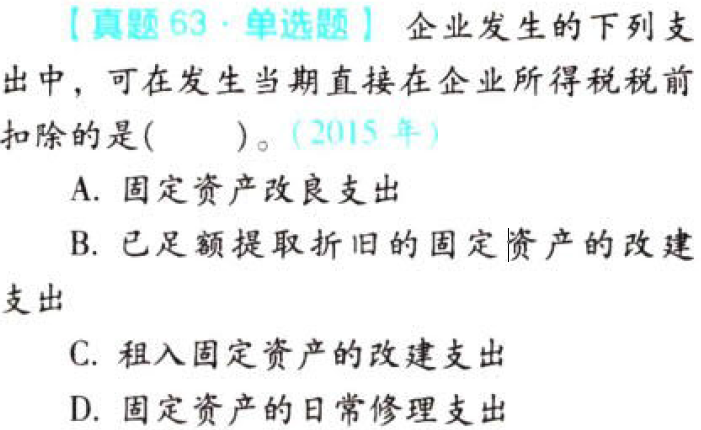 【真题 63·单选题】 企业发生的下列支
出中，可在发生当期直接在企业所得税税前
扣除的是(  )。(2015 年)
A. 固定资产改良支出
B. 已足额提取折旧的固定资产的改建
支出
C. 租入固定资产的改建支出
D. 固定资产的日常修理支出